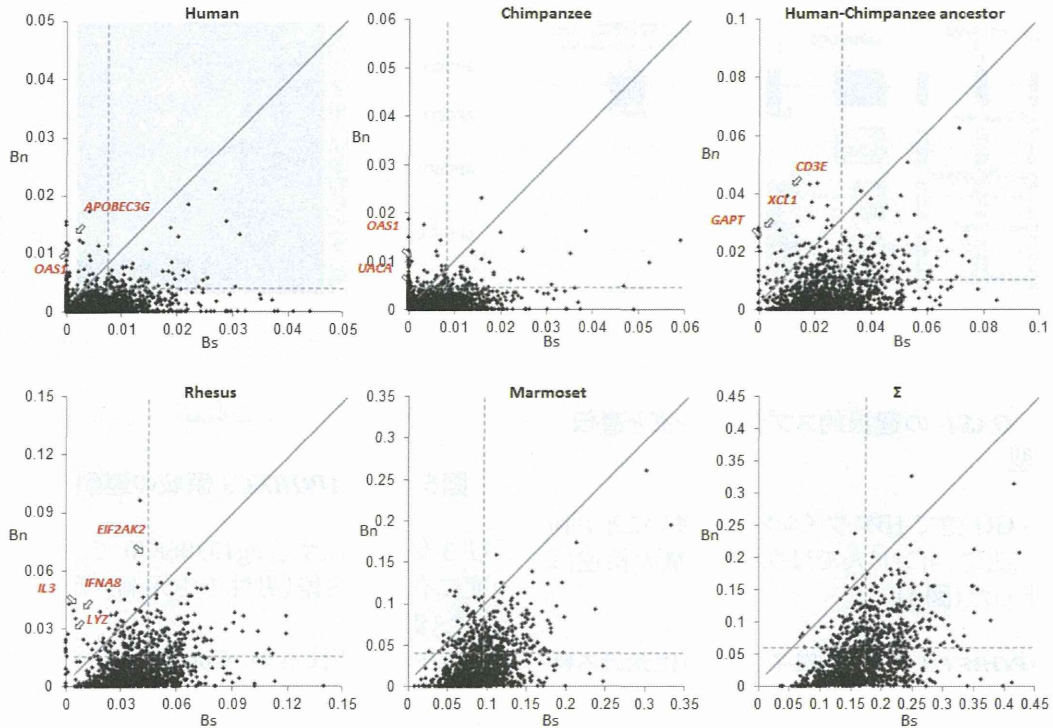 Human
0.05
0.04
0.03
Bn
0.02
APOBEC3G
0.01
OAS1
0
0
0.01
0.02
0.03
0.04
0.05
Bs
Chimpanzee
0.06
0.05
0.04
Bn
0.03
0.02
OAS1
0.01
UACA
0
0
0.01
0.02
0.03
0.04
0.05
0.06
Bs
Human-Chimpanzee ancestor
0.1
0.08
0.06
Bn
CD3E
0.04
XCL1
GAPT
0.02
0
0
0.02
0.04
0.06
0.08
0.1
Bs
Rhesus
0.15
0.12
0.09
Bn
EIF2AK2
0.06
IL3
IFNA8
LYZ
0.03
0
0
0.03
0.06
0.09
0.12
0.15
Bs
Marmoset
0.35
0.3
0.25
0.2
Bn
0.15
0.1
0.05
0
0
0.05
0.1
0.15
0.2
0.25
0.3
0.35
Bs
Σ
0.45
0.4
0.35
0.3
0.25
Bn
0.2
0.15
0.1
0.05
0
0
0.05
0.1
0.15
0.2
0.25
0.3
0.35
0.4
0.45
Bs